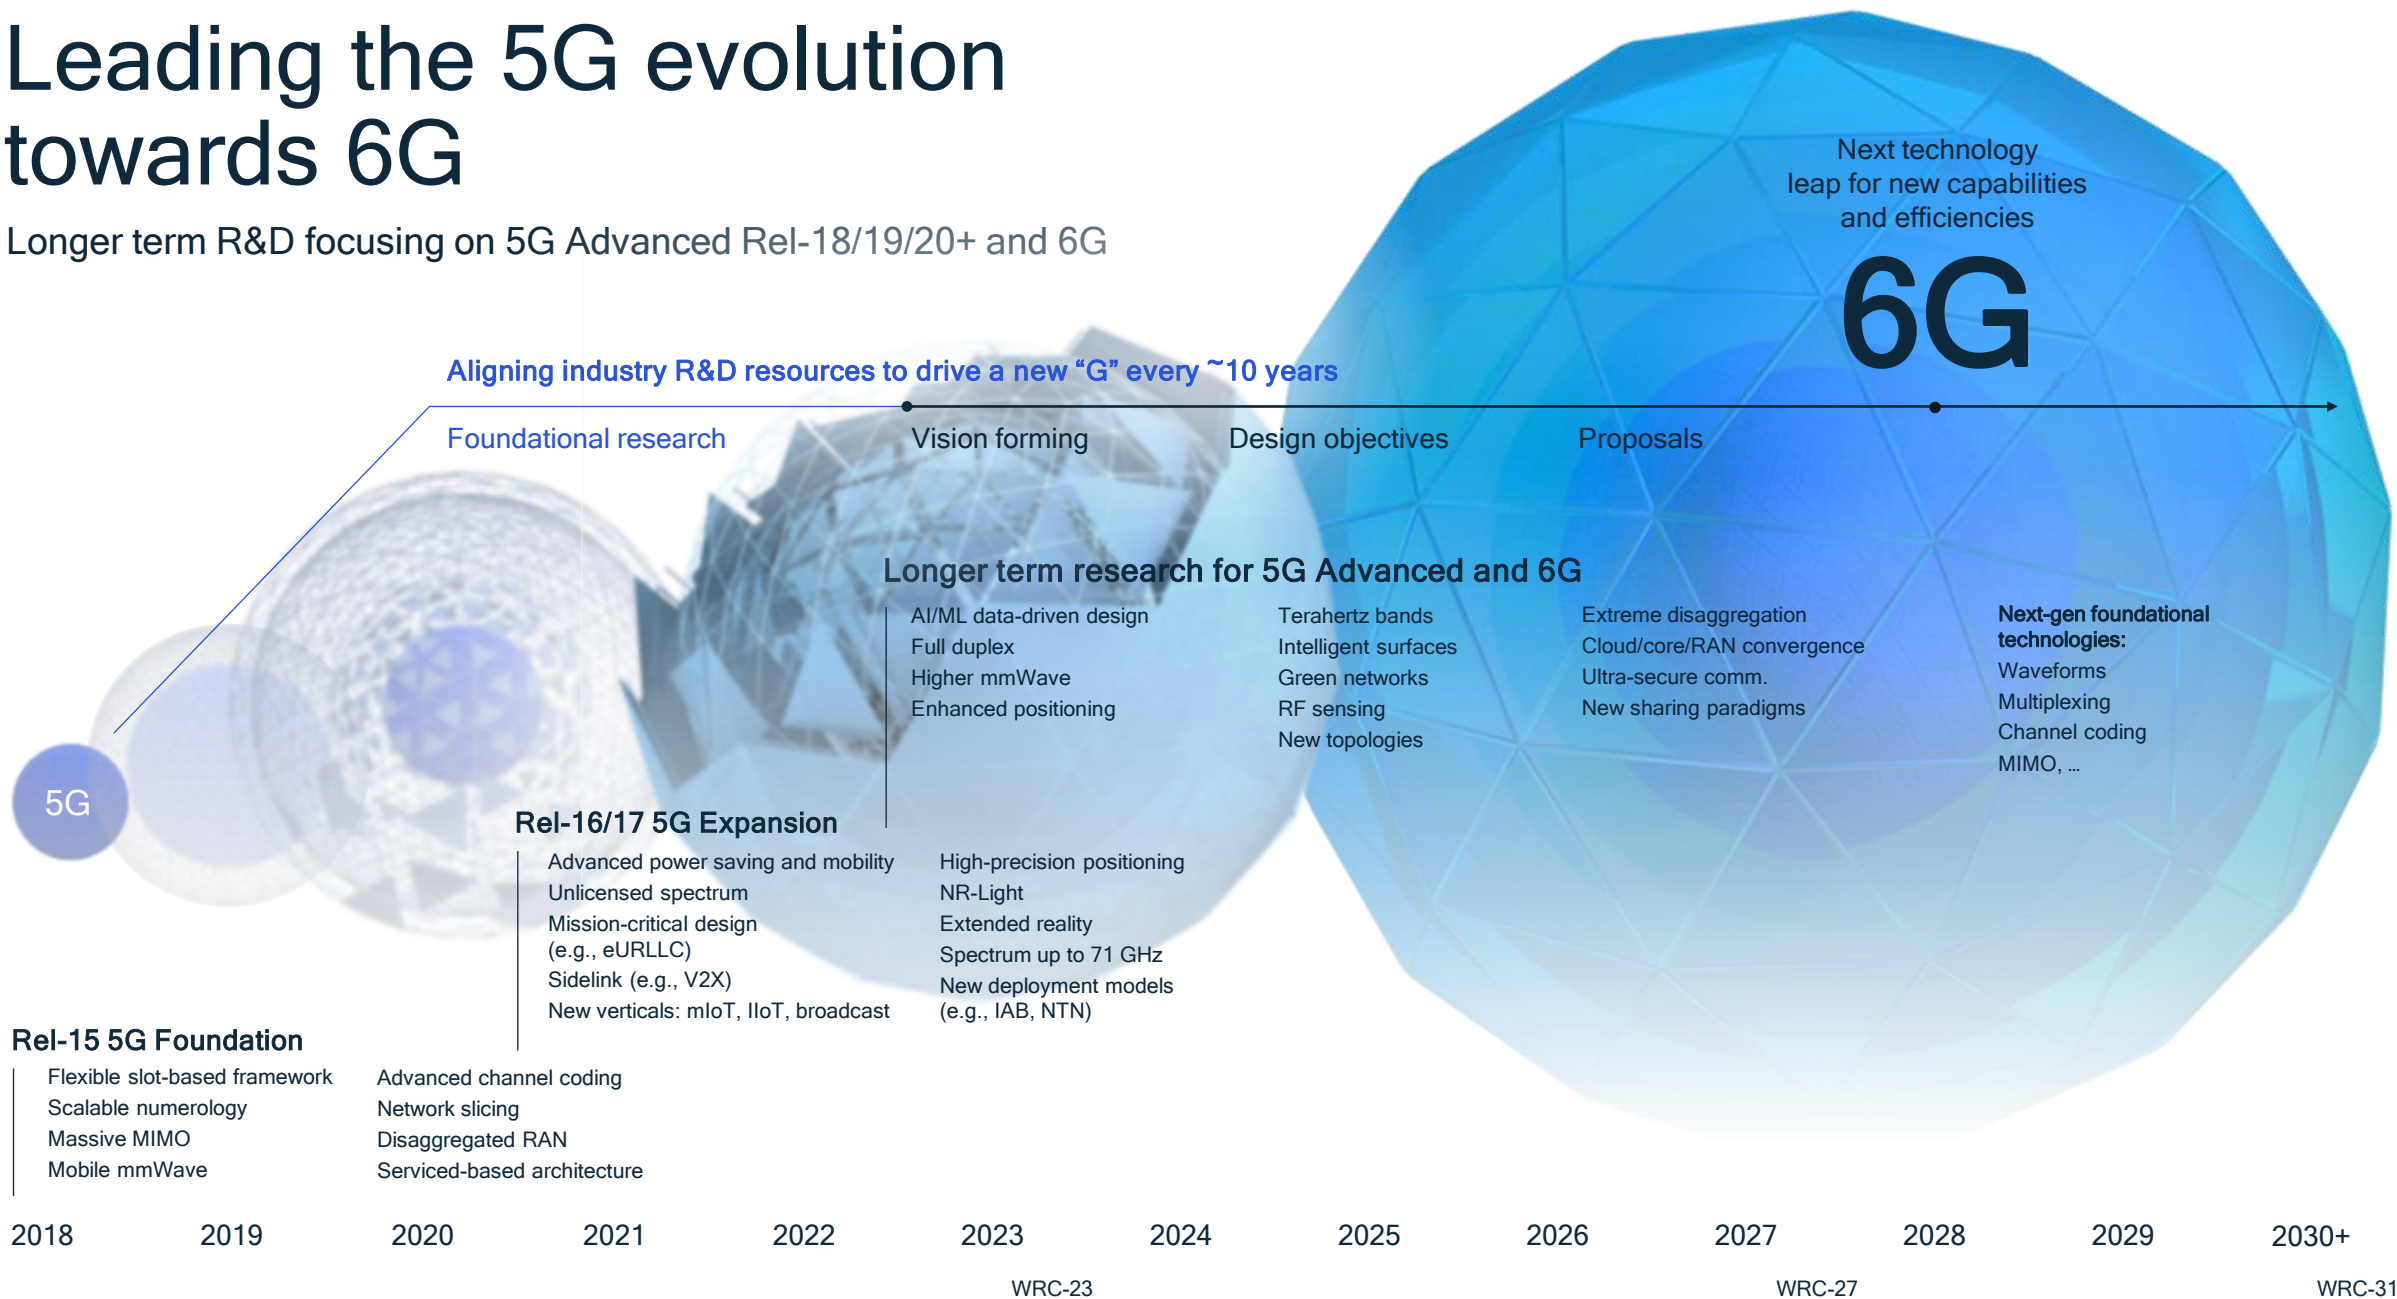 Leading the 5G evolution
towards 6G
Longer term R&D focusing on 5G Advanced Rel-18/19/20+ and 6G
Next technology
leap for new capabilities
and efficiencies
6G
Aligning industry R&D resources to drive a new “G” every ~10 years
Foundational research
Vision forming
Design objectives
Proposals
Longer term research for 5G Advanced and 6G
AI/ML data-driven design
Full duplex
Higher mmWave
Enhanced positioning
Terahertz bands
Intelligent surfaces
Green networks
RF sensing
New topologies
Extreme disaggregation
Cloud/core/RAN convergence
Ultra-secure comm.
New sharing paradigms
Next-gen foundational
technologies:
Waveforms
Multiplexing
Channel coding
MIMO, ...
5G
Rel-16/17 5G Expansion
Advanced power saving and mobility
Unlicensed spectrum
Mission-critical design
(e.g., eURLLC)
Sidelink (e.g., V2X)
New verticals: mIoT, IIoT, broadcast
High-precision positioning
NR-Light
Extended reality
Spectrum up to 71 GHz
New deployment models
(e.g., IAB, NTN)
Rel-15 5G Foundation
Flexible slot-based framework
Scalable numerology
Massive MIMO
Mobile mmWave
Advanced channel coding
Network slicing
Disaggregated RAN
Serviced-based architecture
2018 2019 2020 2021 2022 2023 2024 2025 2026 2027 2028 2029 2030+
WRC-23 WRC-27 WRC-31